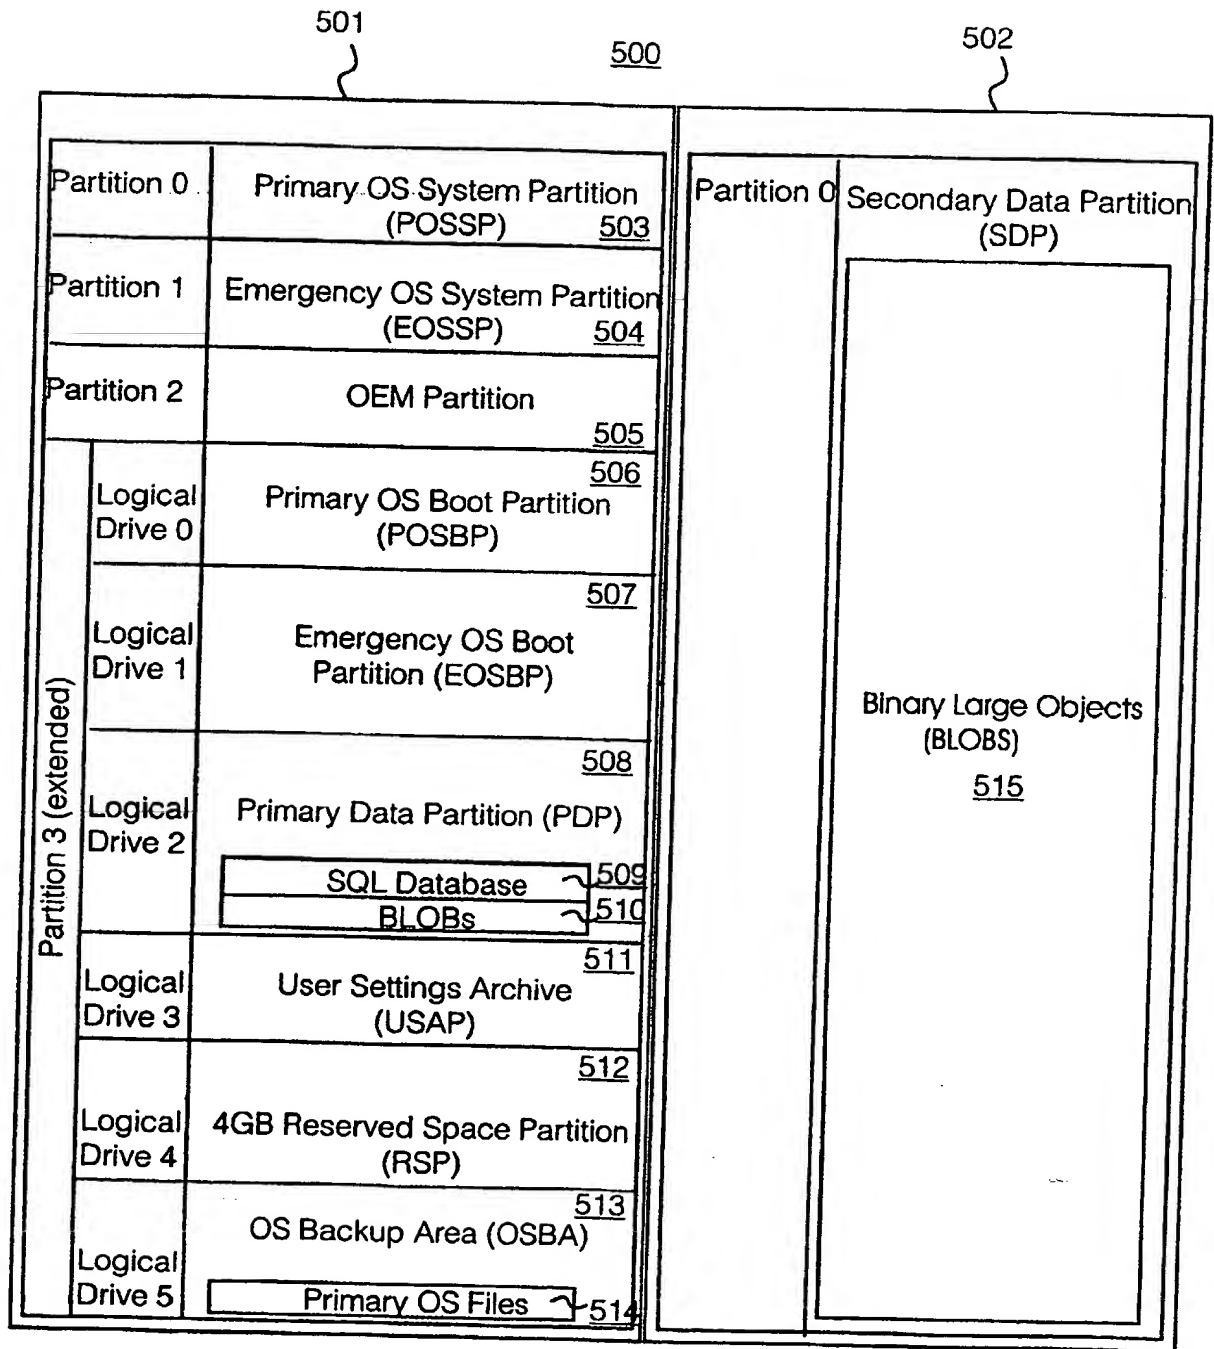 501
500
502
Partition 0
Primary OS System Partition
(POSSP)
503
Partition 1
Emergency OS System Partition
(EOSSP)
504
Partition 2
OEM Partition
505
Partition 3 (extended)
Logical
Drive 0
506
Primary OS Boot Partition
(POSBP)
Logical
Drive 1
507
Emergency OS Boot
Partition (EOSBP)
Logical
Drive 2
508
Primary Data Partition (PDP)
SQL Database
509
BLOBs
510
Logical
Drive 3
511
User Settings Archive
(USAP)
Logical
Drive 4
512
4GB Reserved Space Partition
(RSP)
Logical
Drive 5
513
OS Backup Area (OSBA)
Primary OS Files
514
Partition 0
Secondary Data Partition
(SDP)
Binary Large Objects
(BLOBS)
515